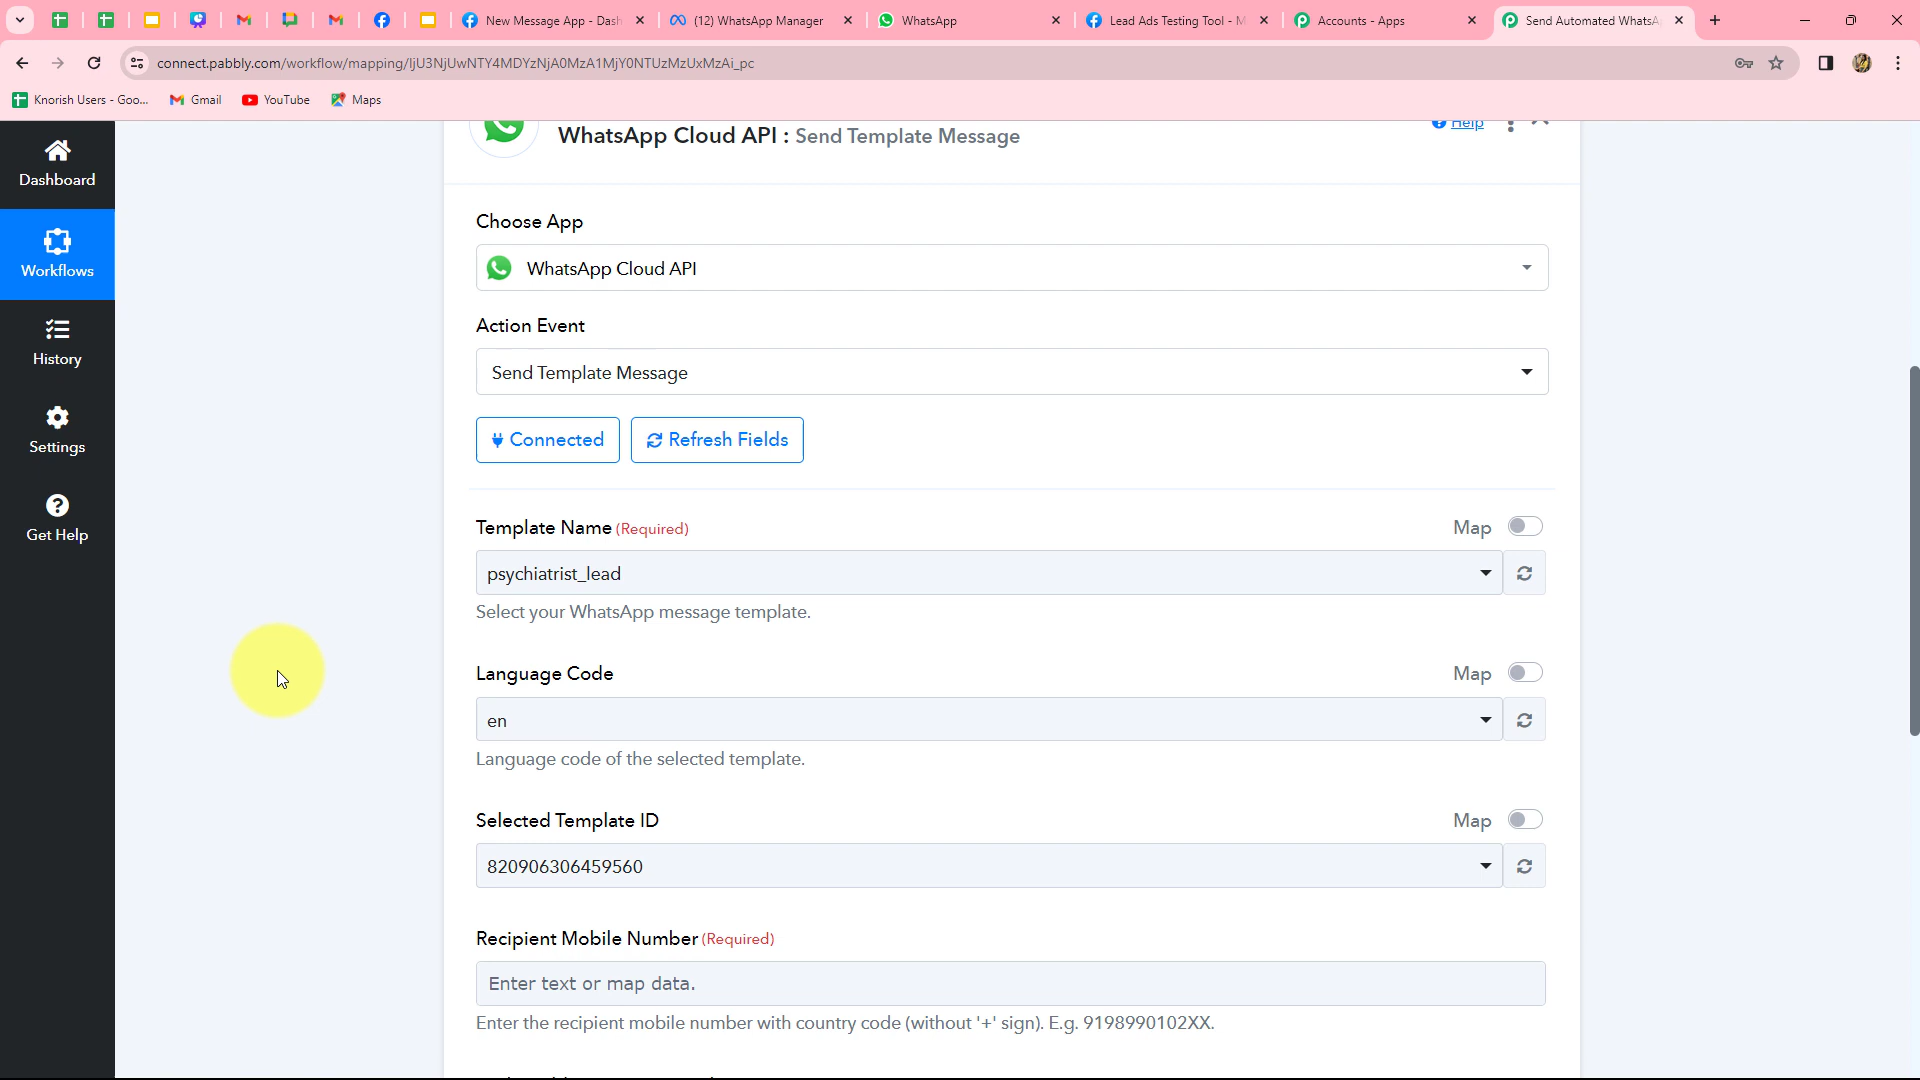 New Message App - Dash
(12) WhatsApp Manager
WhatsApp
Lead Ads Testing Tool - M
Accounts - Apps
Send Automated WhatsA
connect.pabbly.com/workflow/mapping/IjU3NjUwNTY4MDYzNjA0MzA1MjY0NTUzMzUxMzAi_pc
Knorish Users - Goo...
Gmail
YouTube
Maps
Dashboard
Workflows
History
Settings
Get Help
WhatsApp Cloud API : Send Template Message
Help
Choose App
WhatsApp Cloud API
Action Event
Send Template Message
Connected
Refresh Fields
Template Name (Required)
Map
psychiatrist_lead
Select your WhatsApp message template.
Language Code
Map
en
Language code of the selected template.
Selected Template ID
Map
820906306459560
Recipient Mobile Number (Required)
Enter text or map data.
Enter the recipient mobile number with country code (without '+' sign). E.g. 9198990102XX.